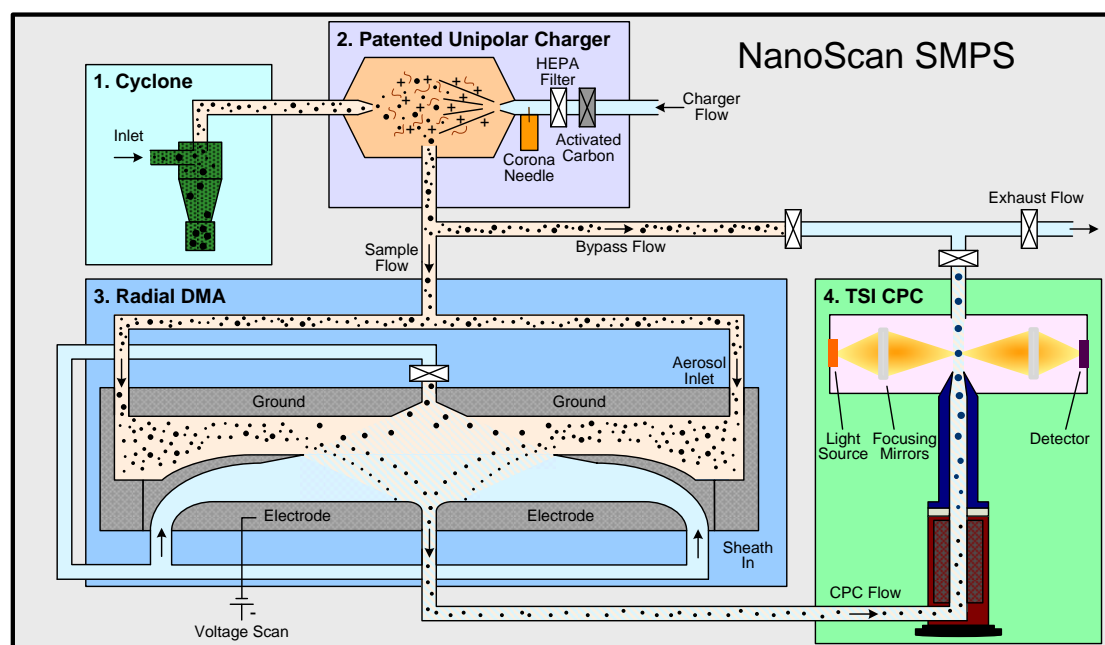 NanoScan SMPS
1. Cyclone
Inlet
2. Patented Unipolar Charger
HEPA
Filter
Charger
Flow
Corona
Needle
Activated
Carbon
Sample
Flow
Bypass Flow
Exhaust Flow
3. Radial DMA
Aerosol
Inlet
Ground
Ground
Electrode
Electrode
Sheath
In
Voltage Scan
4. TSI CPC
Light
Source
Focusing
Mirrors
Detector
CPC Flow